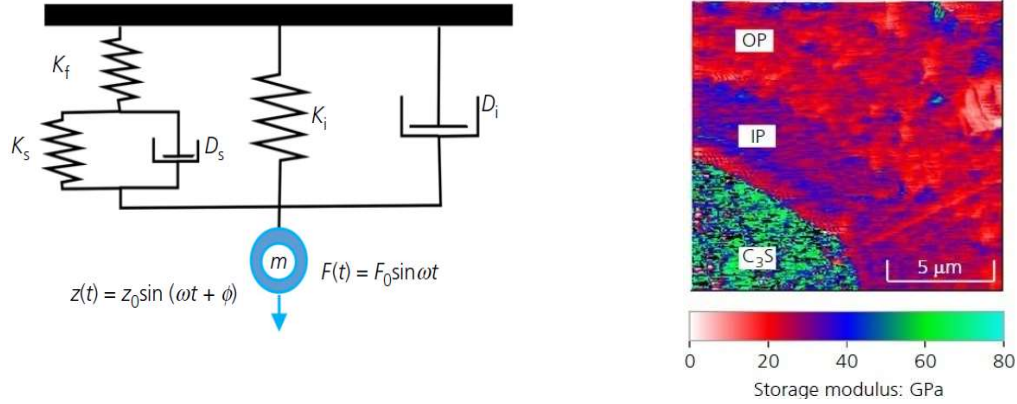 K_f
K_s
D_s
K_i
D_i
m
F(t) = F_0sinωt
z(t) = z_0sin (ωt + ϕ)
OP
IP
C_3S
5 μm
0 20 40 60 80
Storage modulus: GPa